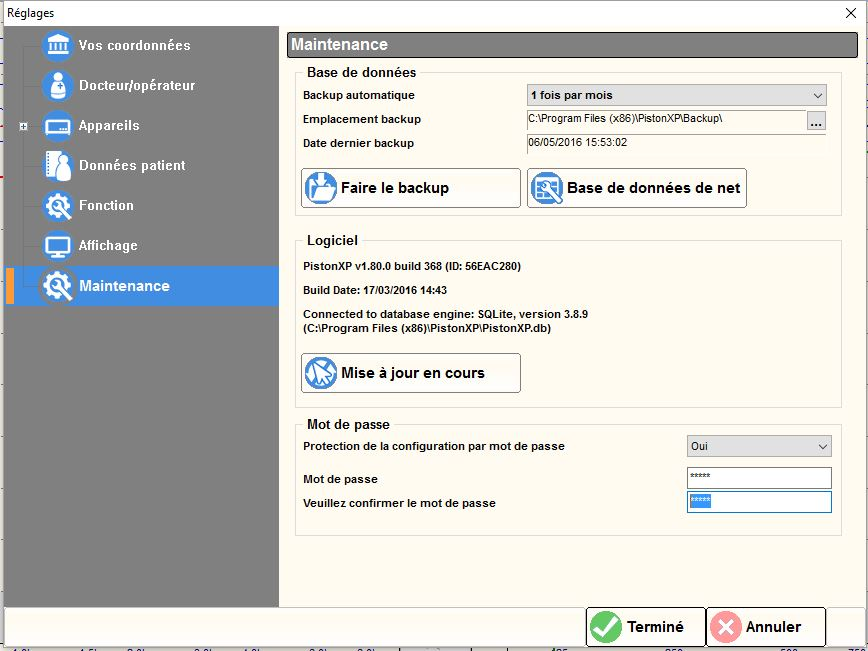 Réglages
Vos coordonnées
Docteur/opérateur
Appareils
Données patient
Fonction
Affichage
Maintenance
Maintenance
Base de données
Backup automatique
1 fois par mois
Emplacement backup
C:\Program Files (x86)\PistonXP\Backup\
...
Date dernier backup
06/05/2016 15:53:02
Faire le backup
Base de données de net
Logiciel
PistonXP v1.80.0 build 368 (ID: 56EAC280)
Build Date: 17/03/2016 14:43
Connected to database engine: SQLite, version 3.8.9
(C:\Program Files (x86)\PistonXP\PistonXP.db)
Mise à jour en cours
Mot de passe
Protection de la configuration par mot de passe
Oui
Mot de passe
*****
Veuillez confirmer le mot de passe
*****
Terminé
Annuler